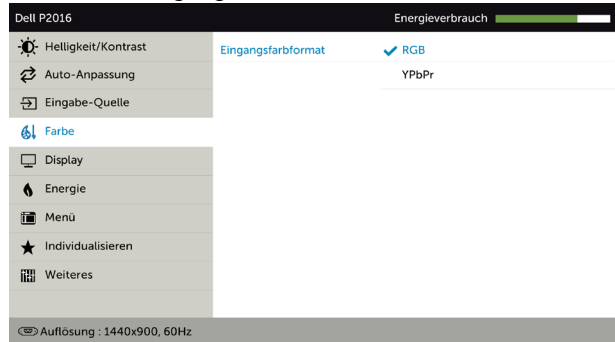 Dell P2016
Energieverbrauch
Helligkeit/Kontrast
Eingangsfarbformat
RGB
Auto-Anpassung
YPbPr
Eingabe-Quelle
Farbe
Display
Energie
Menü
Individualisieren
Weiteres
Auflösung : 1440x900, 60Hz